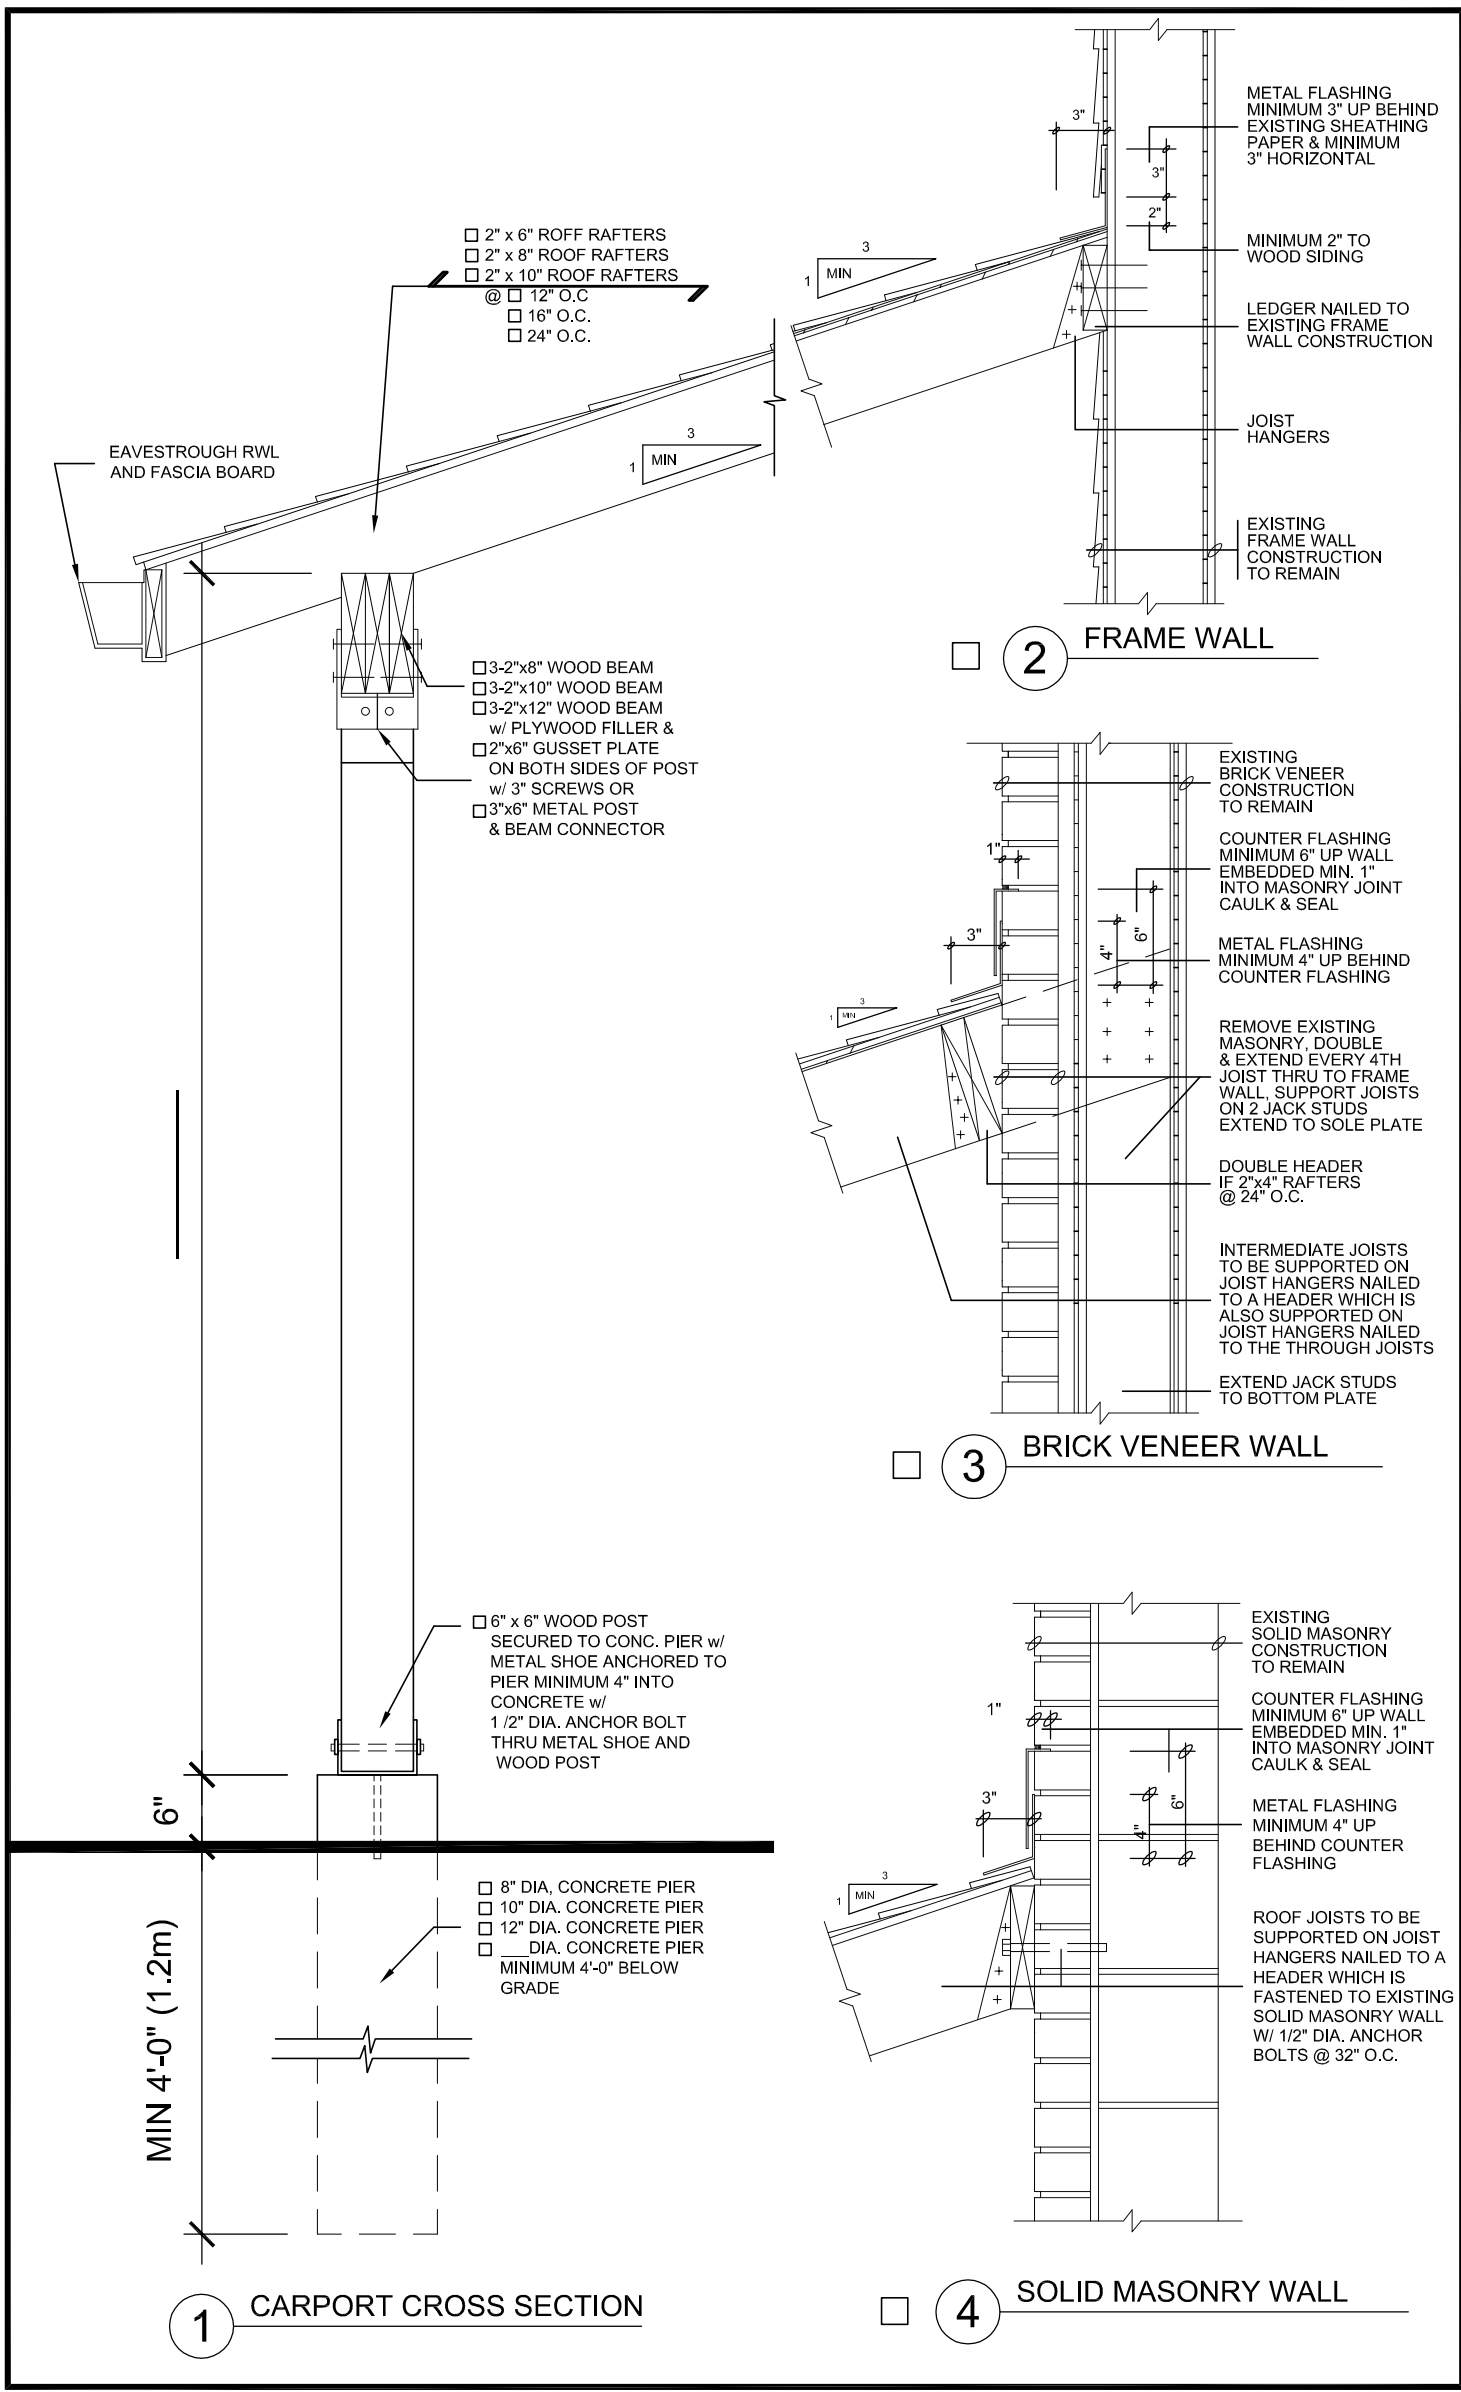 ☐ 2" x 6" ROFF RAFTERS
☐ 2" x 8" ROOF RAFTERS
☐ 2" x 10" ROOF RAFTERS
@ ☐ 12" O.C
☐ 16" O.C.
☐ 24" O.C.
3
1
MIN
EAVESTROUGH RWL
AND FASCIA BOARD
☐ 3-2"x8" WOOD BEAM
☐ 3-2"x10" WOOD BEAM
☐ 3-2"x12" WOOD BEAM
w/ PLYWOOD FILLER &
☐ 2"x6" GUSSET PLATE
ON BOTH SIDES OF POST
w/ 3" SCREWS OR
☐ 3"x6" METAL POST
& BEAM CONNECTOR
☐ 6" x 6" WOOD POST
SECURED TO CONC. PIER w/
METAL SHOE ANCHORED TO
PIER MINIMUM 4" INTO
CONCRETE w/
1 /2" DIA. ANCHOR BOLT
THRU METAL SHOE AND
WOOD POST
6"
☐ 8" DIA, CONCRETE PIER
☐ 10" DIA. CONCRETE PIER
☐ 12" DIA. CONCRETE PIER
☐ ___DIA. CONCRETE PIER
MINIMUM 4'-0" BELOW
GRADE
MIN 4'-0" (1.2m)
1 CARPORT CROSS SECTION
3"
METAL FLASHING
MINIMUM 3" UP BEHIND
EXISTING SHEATHING
PAPER & MINIMUM
3" HORIZONTAL
3"
2"
MINIMUM 2" TO
WOOD SIDING
3
1
MIN
LEDGER NAILED TO
EXISTING FRAME
WALL CONSTRUCTION
JOIST
HANGERS
EXISTING
FRAME WALL
CONSTRUCTION
TO REMAIN
☐ 2 FRAME WALL
EXISTING
BRICK VENEER
CONSTRUCTION
TO REMAIN
1"
COUNTER FLASHING
MINIMUM 6" UP WALL
EMBEDDED MIN. 1"
INTO MASONRY JOINT
CAULK & SEAL
3"
4"
6"
METAL FLASHING
MINIMUM 4" UP BEHIND
COUNTER FLASHING
3
1
MIN
REMOVE EXISTING
MASONRY, DOUBLE
& EXTEND EVERY 4TH
JOIST THRU TO FRAME
WALL, SUPPORT JOISTS
ON 2 JACK STUDS
EXTEND TO SOLE PLATE
DOUBLE HEADER
IF 2"x4" RAFTERS
@ 24" O.C.
INTERMEDIATE JOISTS
TO BE SUPPORTED ON
JOIST HANGERS NAILED
TO A HEADER WHICH IS
ALSO SUPPORTED ON
JOIST HANGERS NAILED
TO THE THROUGH JOISTS
EXTEND JACK STUDS
TO BOTTOM PLATE
☐ 3 BRICK VENEER WALL
EXISTING
SOLID MASONRY
CONSTRUCTION
TO REMAIN
1"
COUNTER FLASHING
MINIMUM 6" UP WALL
EMBEDDED MIN. 1"
INTO MASONRY JOINT
CAULK & SEAL
3"
4"
6"
METAL FLASHING
MINIMUM 4" UP
BEHIND COUNTER
FLASHING
3
1
MIN
ROOF JOISTS TO BE
SUPPORTED ON JOIST
HANGERS NAILED TO A
HEADER WHICH IS
FASTENED TO EXISTING
SOLID MASONRY WALL
W/ 1/2" DIA. ANCHOR
BOLTS @ 32" O.C.
☐ 4 SOLID MASONRY WALL